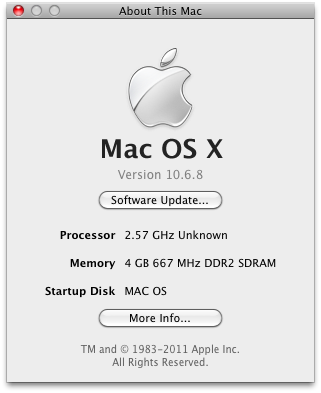 About This Mac
Mac OS X
Version 10.6.8
Software Update...
Processor 2.57 GHz Unknown
Memory 4 GB 667 MHz DDR2 SDRAM
Startup Disk MAC OS
More Info...
TM and © 1983-2011 Apple Inc.
All Rights Reserved.